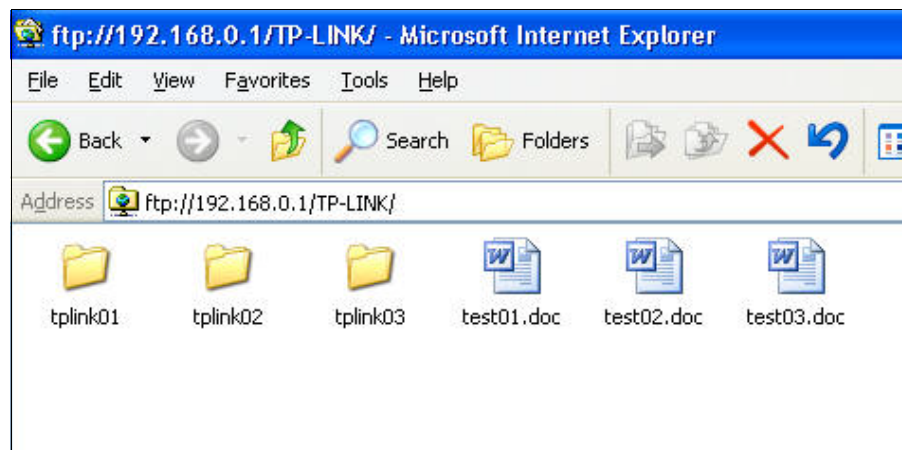 ftp://192.168.0.1/TP-LINK/ - Microsoft Internet Explorer
File Edit View Favorites Tools Help
Back Search Folders
Address ftp://192.168.0.1/TP-LINK/
tplink01 tplink02 tplink03 test01.doc test02.doc test03.doc